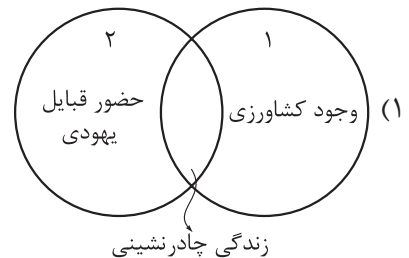 ۱)
۱
وجود کشاورزی
۲
حضور قبایل
یهودی
زندگی چادرنشینی